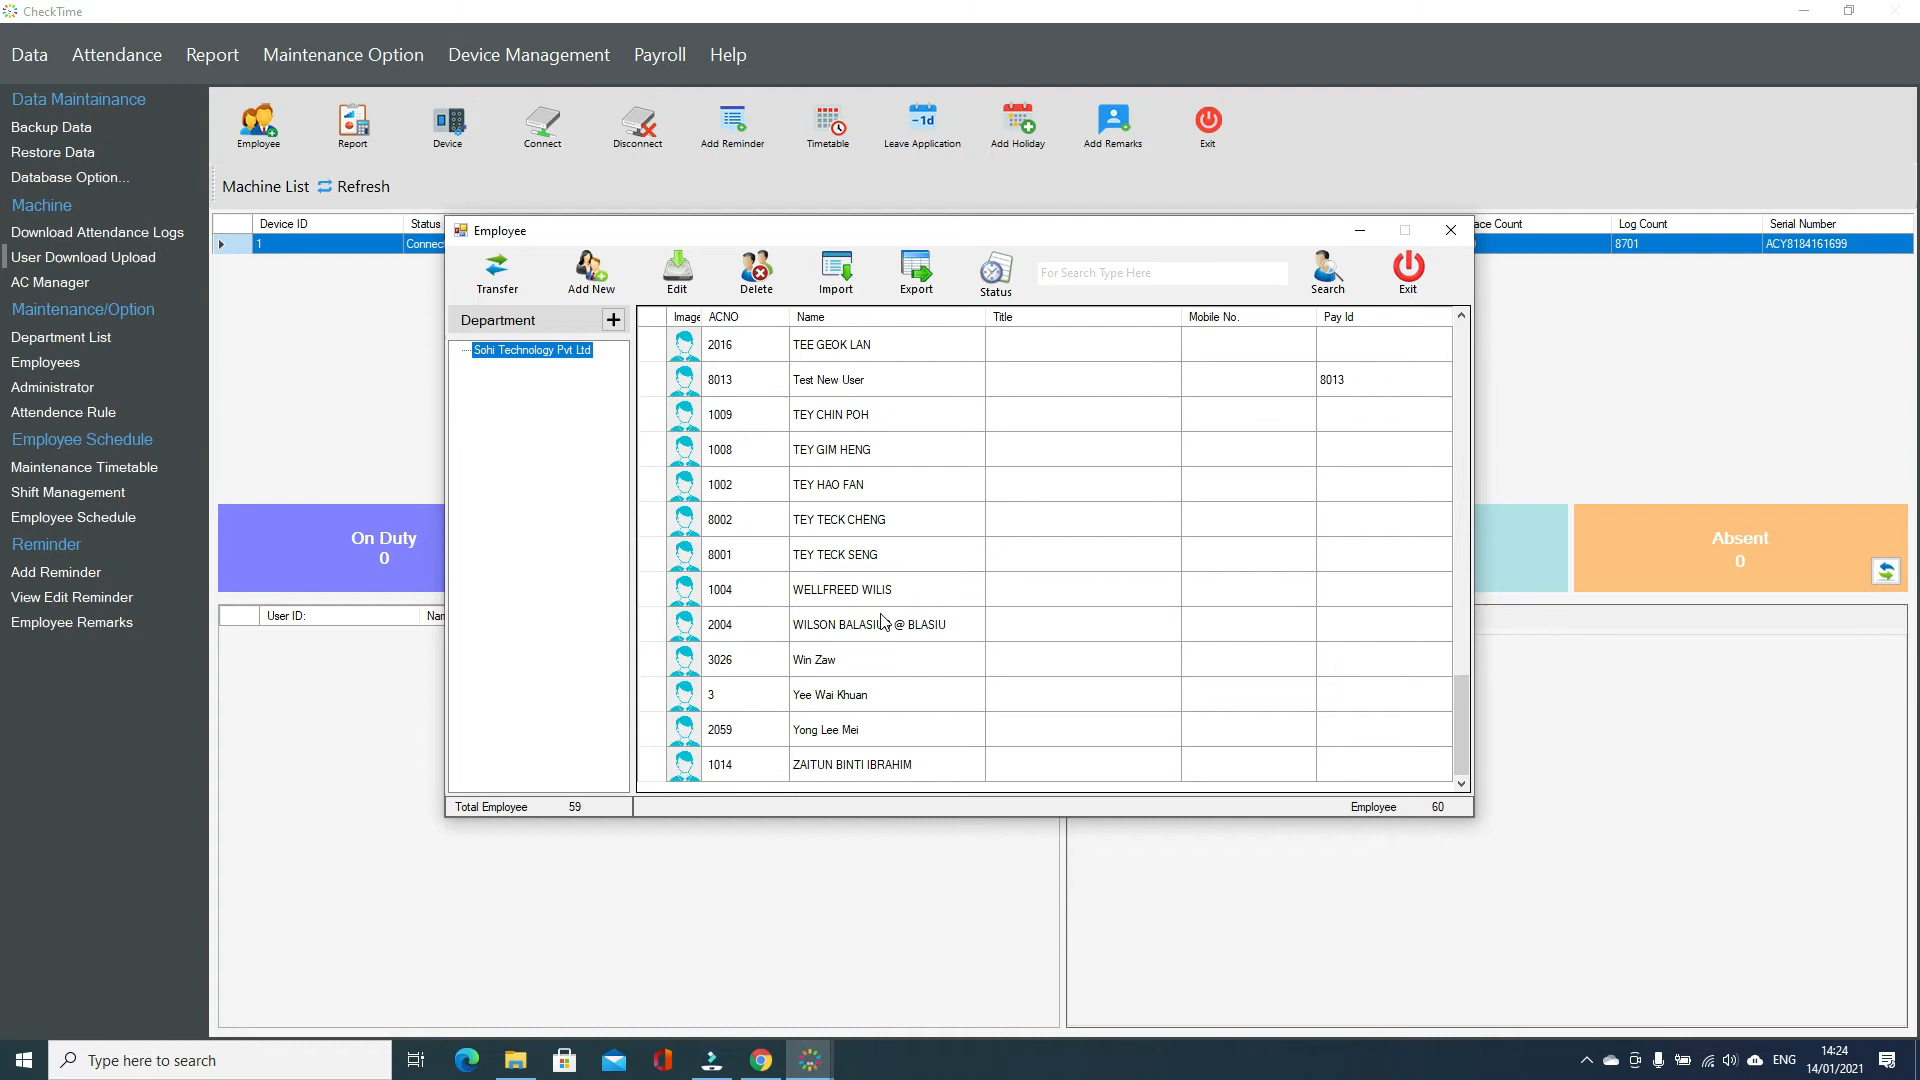 CheckTime
Data Attendance Report Maintenance Option Device Management Payroll Help
Data Maintainance
Backup Data
Restore Data
Database Option...
Machine
Download Attendance Logs
User Download Upload
AC Manager
Maintenance/Option
Department List
Employees
Administrator
Attendence Rule
Employee Schedule
Maintenance Timetable
Shift Management
Employee Schedule
Reminder
Add Reminder
View Edit Reminder
Employee Remarks
Employee Report Device Connect Disconnect Add Reminder Timetable Leave Application Add Holiday Add Remarks Exit
-1d
Machine List Refresh
Device ID Status ace Count Log Count Serial Number
1 Connec 8701 ACY8184161699
Employee
Transfer Add New Edit Delete Import Export Status For Search Type Here Search Exit
Department +
Sohi Technology Pvt Ltd
Image ACNO Name Title Mobile No. Pay Id
2016 TEE GEOK LAN
8013 Test New User 8013
1009 TEY CHIN POH
1008 TEY GIM HENG
1002 TEY HAO FAN
8002 TEY TECK CHENG
8001 TEY TECK SENG
1004 WELLFREED WILIS
2004 WILSON @ BLASIU
3026 Win Zaw
3 Yee Wai Khuan
2059 Yong Lee Mei
1014 ZAITUN BINTI IBRAHIM
Total Employee 59 Employee 60
On Duty
0
Absent
0
User ID: Nam
Type here to search
ENG
14:24
14/01/2021